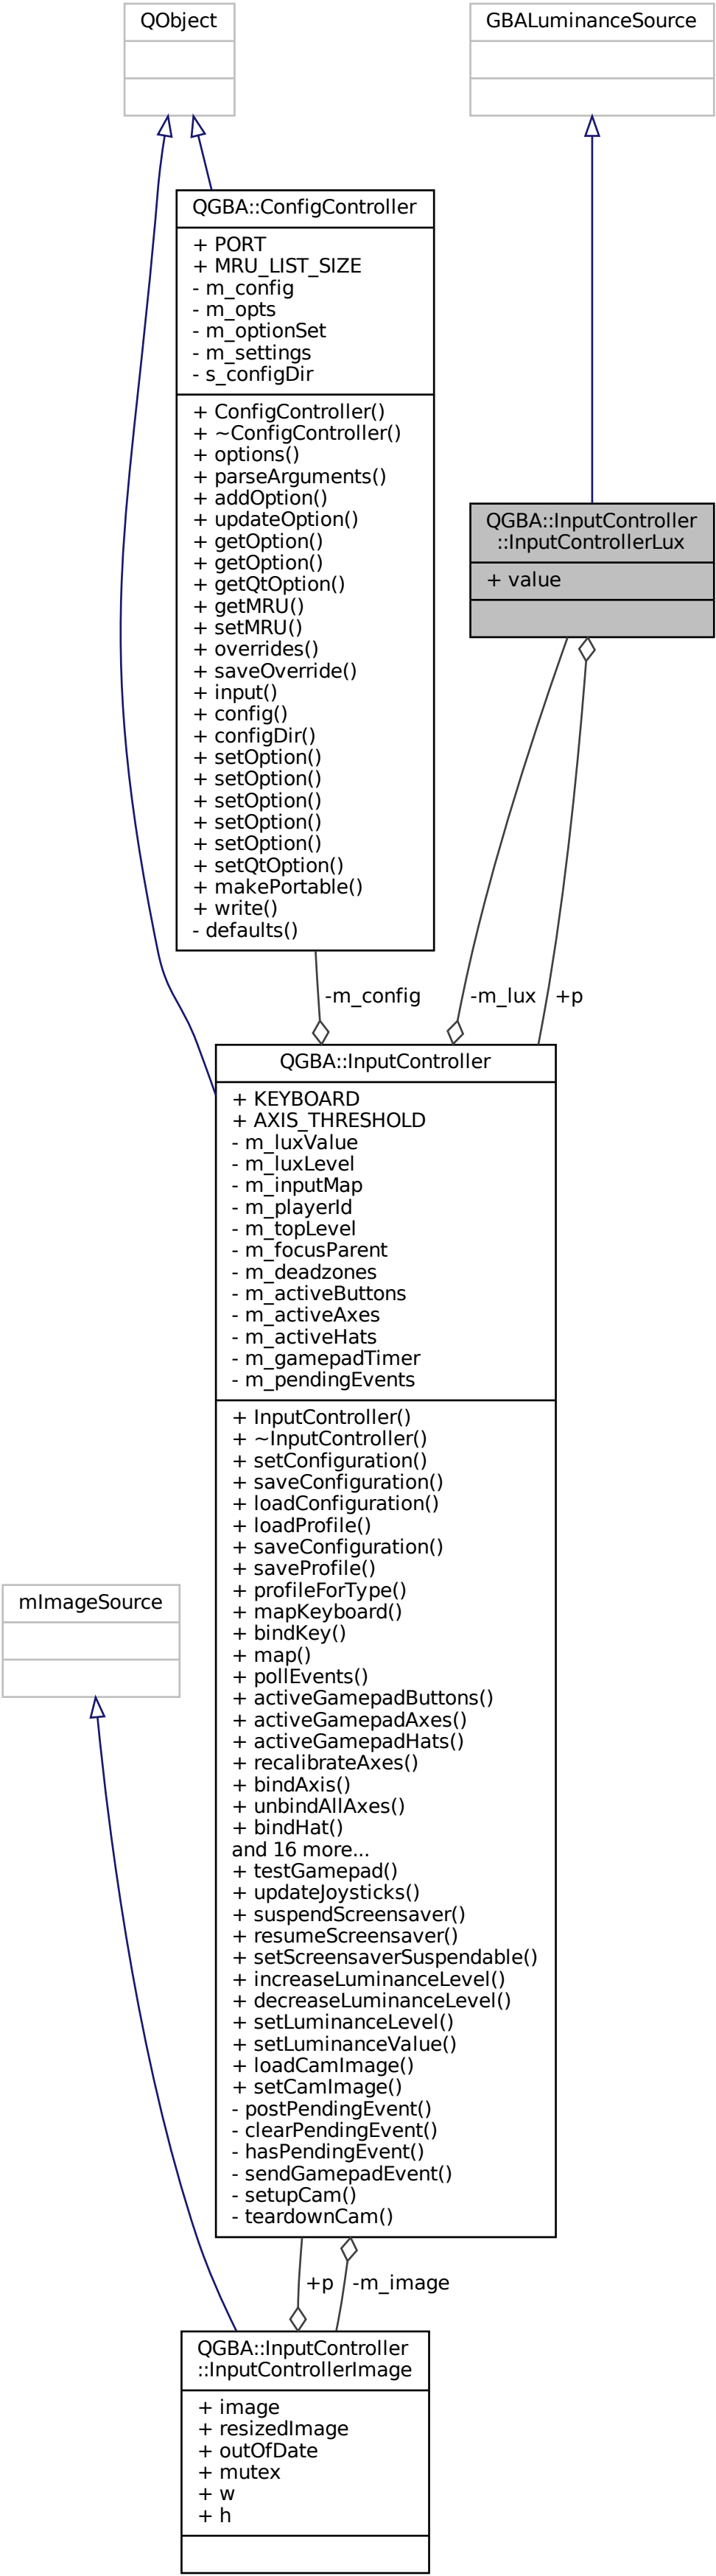 QObject
GBALuminanceSource
QGBA::ConfigController
+ PORT
+ MRU_LIST_SIZE
- m_config
- m_opts
- m_optionSet
- m_settings
- s_configDir
+ ConfigController()
+ ~ConfigController()
+ options()
+ parseArguments()
+ addOption()
+ updateOption()
+ getOption()
+ getOption()
+ getQtOption()
+ getMRU()
+ setMRU()
+ overrides()
+ saveOverride()
+ input()
+ config()
+ configDir()
+ setOption()
+ setOption()
+ setOption()
+ setOption()
+ setOption()
+ setQtOption()
+ makePortable()
+ write()
- defaults()
QGBA::InputController
::InputControllerLux
+ value
-m_config
-m_lux
+p
QGBA::InputController
+ KEYBOARD
+ AXIS_THRESHOLD
- m_luxValue
- m_luxLevel
- m_inputMap
- m_playerId
- m_topLevel
- m_focusParent
- m_deadzones
- m_activeButtons
- m_activeAxes
- m_activeHats
- m_gamepadTimer
- m_pendingEvents
+ InputController()
+ ~InputController()
+ setConfiguration()
+ saveConfiguration()
+ loadConfiguration()
+ loadProfile()
+ saveConfiguration()
+ saveProfile()
+ profileForType()
+ mapKeyboard()
+ bindKey()
+ map()
+ pollEvents()
+ activeGamepadButtons()
+ activeGamepadAxes()
+ activeGamepadHats()
+ recalibrateAxes()
+ bindAxis()
+ unbindAllAxes()
+ bindHat()
and 16 more...
+ testGamepad()
+ updateJoysticks()
+ suspendScreensaver()
+ resumeScreensaver()
+ setScreensaverSuspendable()
+ increaseLuminanceLevel()
+ decreaseLuminanceLevel()
+ setLuminanceLevel()
+ setLuminanceValue()
+ loadCamImage()
+ setCamImage()
- postPendingEvent()
- clearPendingEvent()
- hasPendingEvent()
- sendGamepadEvent()
- setupCam()
- teardownCam()
mImageSource
+p
-m_image
QGBA::InputController
::InputControllerImage
+ image
+ resizedImage
+ outOfDate
+ mutex
+ w
+ h